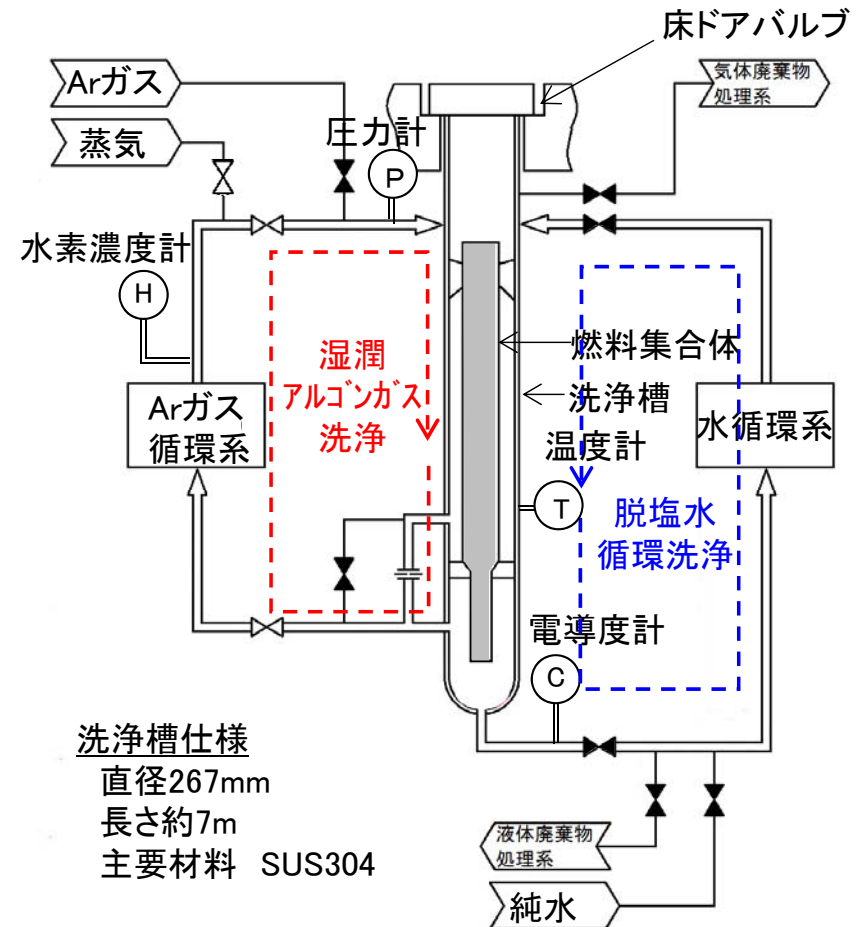 床ドアバルブ
Arガス
気体廃棄物
処理系
蒸気
圧力計
P
水素濃度計
H
湿潤
アルゴンガス
洗浄
燃料集合体
洗浄槽
Arガス
循環系
水循環系
温度計
T
脱塩水
循環洗浄
電導度計
C
洗浄槽仕様
直径267mm
長さ約7m
主要材料 SUS304
液体廃棄物
処理系
純水